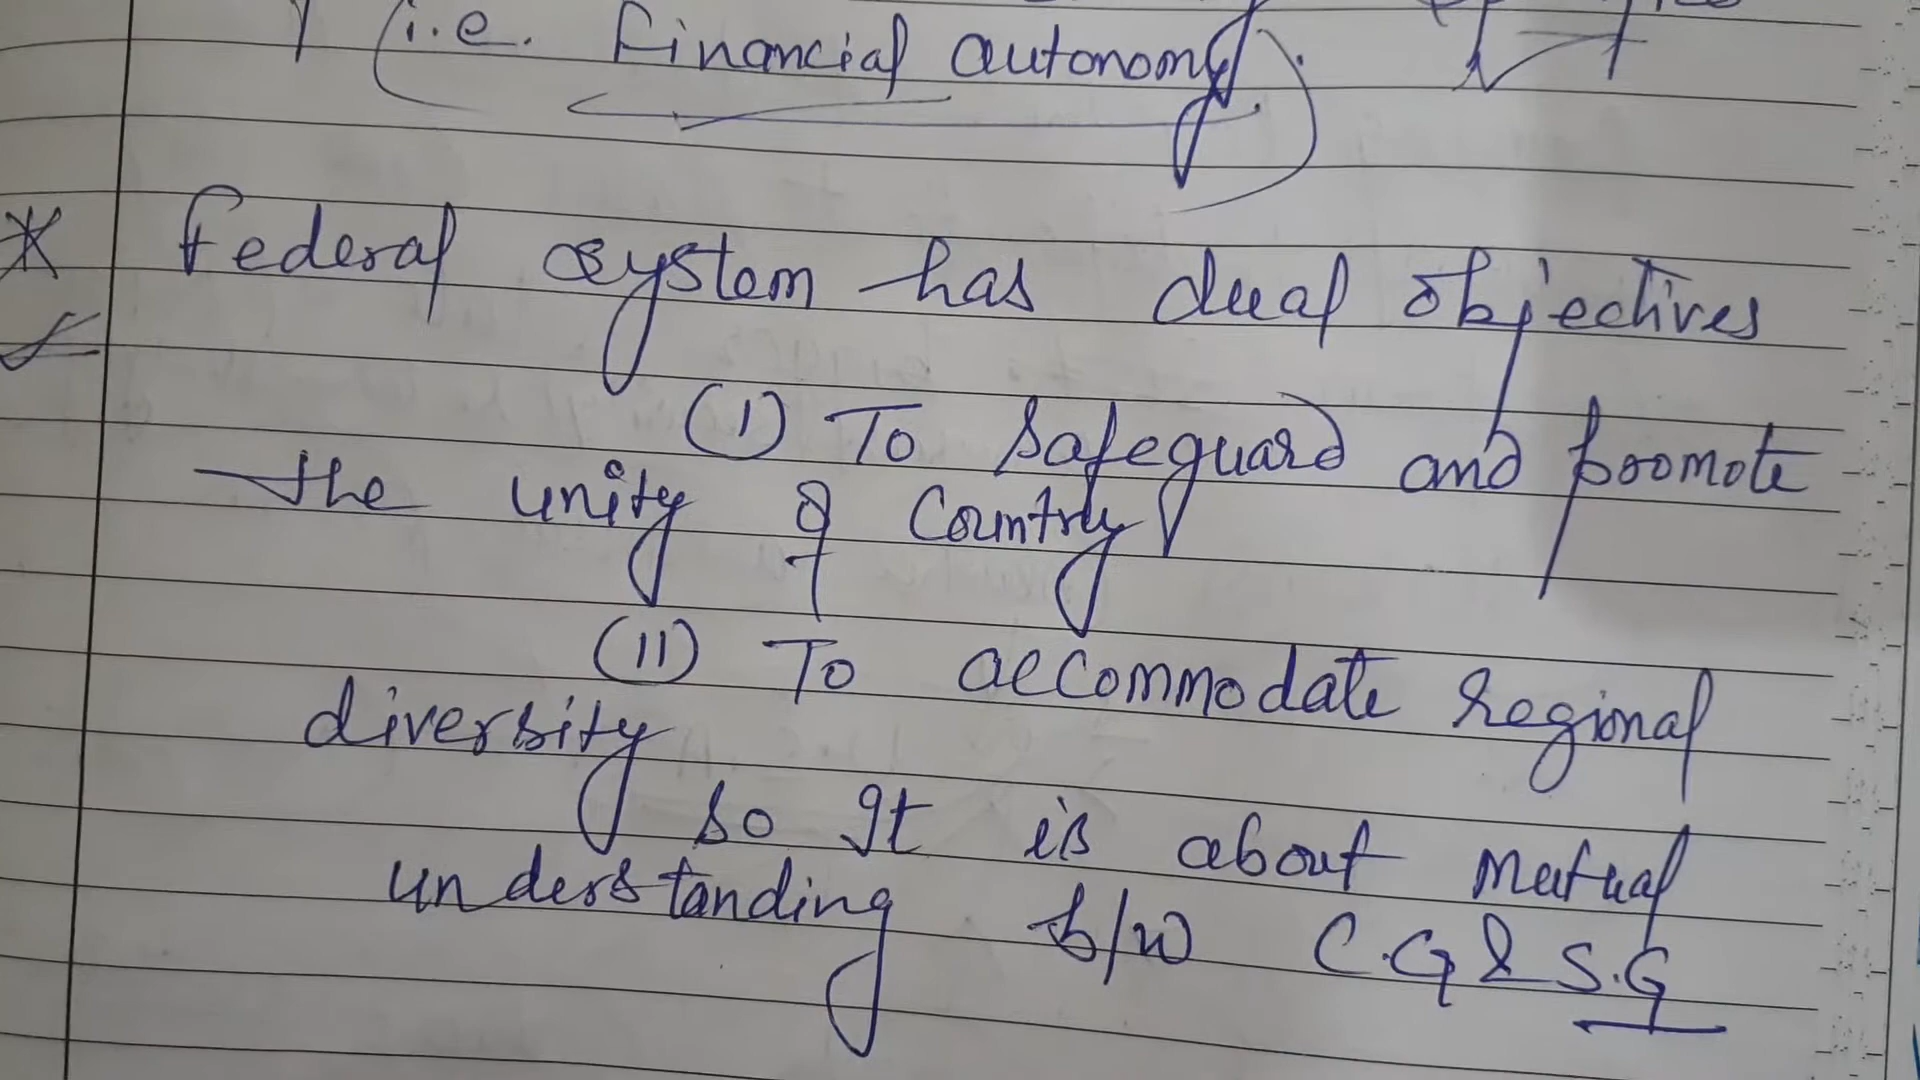 (i.e. Financial autonomy).
* Federal system has dual objectives
(I) To safeguard and promote
the unity of Country
(II) To accommodate regional
diversity
so It is about Mutual
understanding b/w C.G & S.G